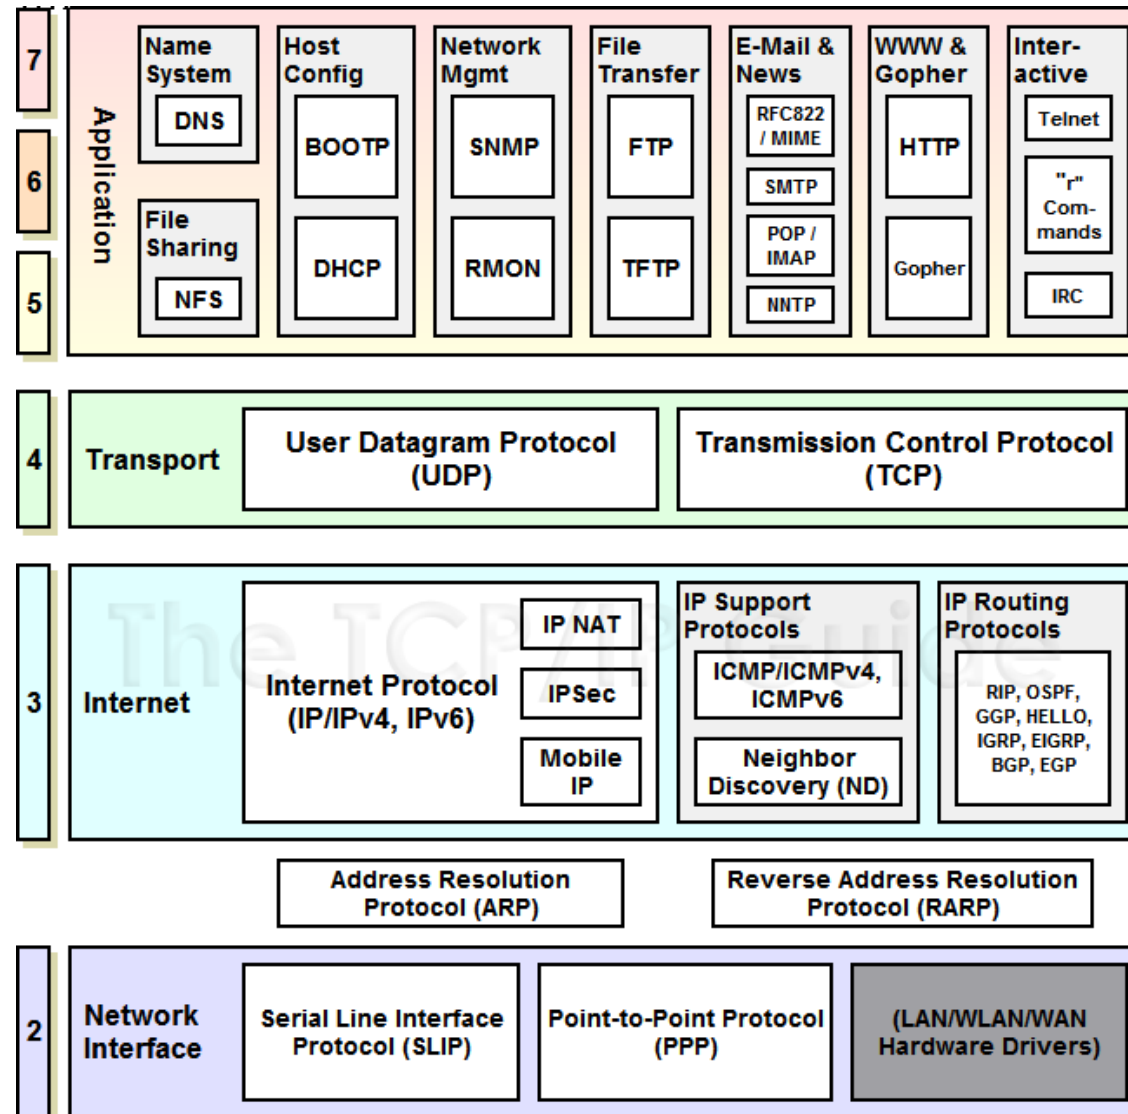 7
6
5
Application
Name
System
DNS
File
Sharing
NFS
Host
Config
BOOTP
DHCP
Network
Mgmt
SNMP
RMON
File
Transfer
FTP
TFTP
E-Mail &
News
RFC822
/ MIME
SMTP
POP /
IMAP
NNTP
WWW &
Gopher
HTTP
Gopher
Inter-
active
Telnet
"r"
Com-
mands
IRC
4
Transport
User Datagram Protocol
(UDP)
Transmission Control Protocol
(TCP)
The TCP/IP Guide
3
Internet
Internet Protocol
(IP/IPv4, IPv6)
IP NAT
IPSec
Mobile
IP
IP Support
Protocols
ICMP/ICMPv4,
ICMPv6
Neighbor
Discovery (ND)
IP Routing
Protocols
RIP, OSPF,
GGP, HELLO,
IGRP, EIGRP,
BGP, EGP
Address Resolution
Protocol (ARP)
Reverse Address Resolution
Protocol (RARP)
2
Network
Interface
Serial Line Interface
Protocol (SLIP)
Point-to-Point Protocol
(PPP)
(LAN/WLAN/WAN
Hardware Drivers)